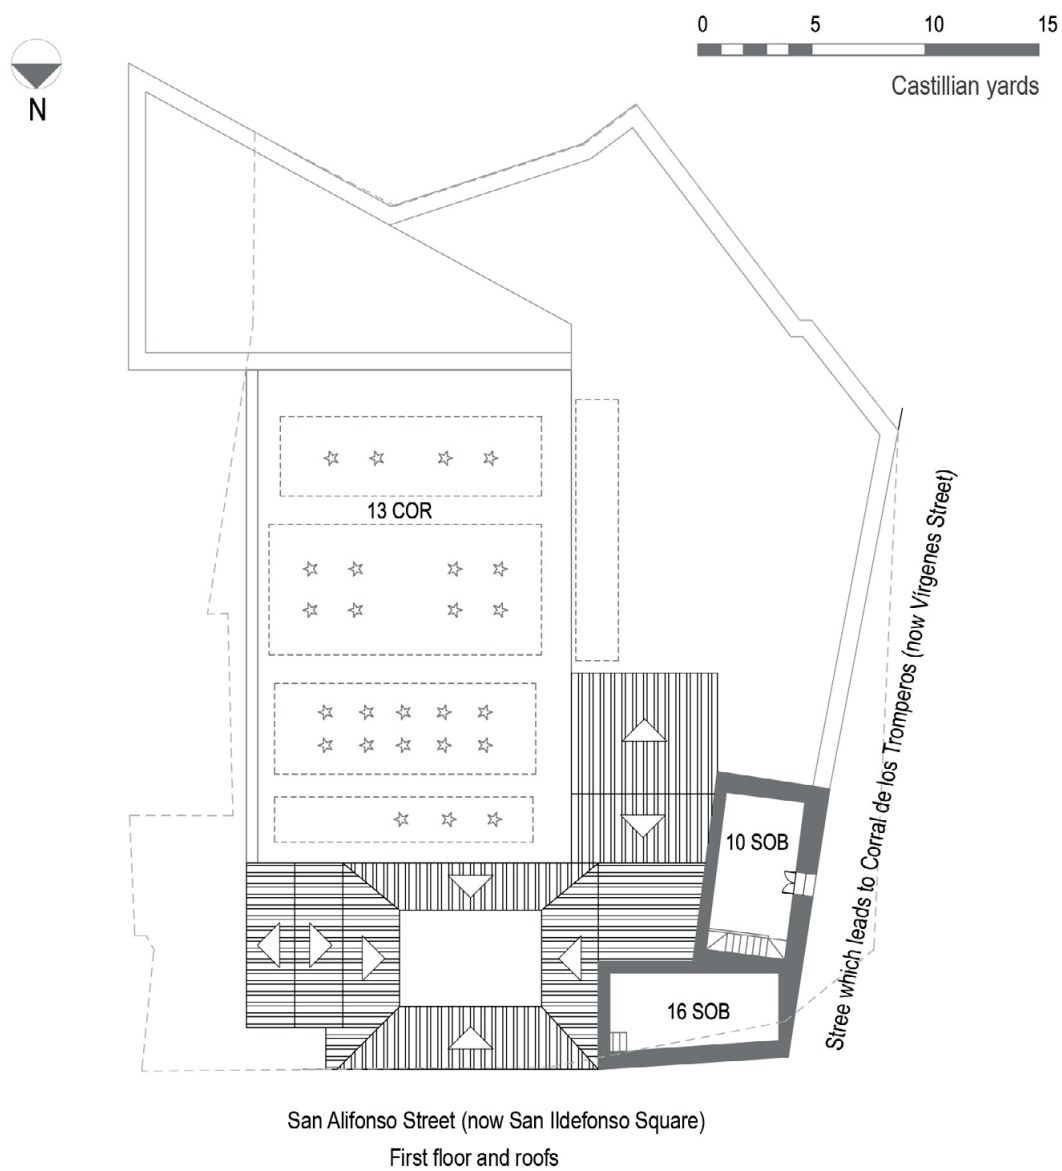 0 5 10 15
Castillian yards
N
13 COR
10 SOB
16 SOB
Stree which leads to Corral de los Tromperos (now Vírgenes Street)
San Alifonso Street (now San Ildefonso Square)
First floor and roofs